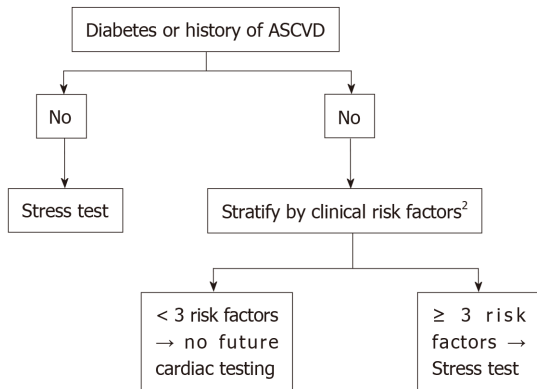 Diabetes or history of ASCVD
No
No
Stress test
Stratify by clinical risk factors²
< 3 risk factors
→ no future
cardiac testing
≥ 3 risk
factors →
Stress test